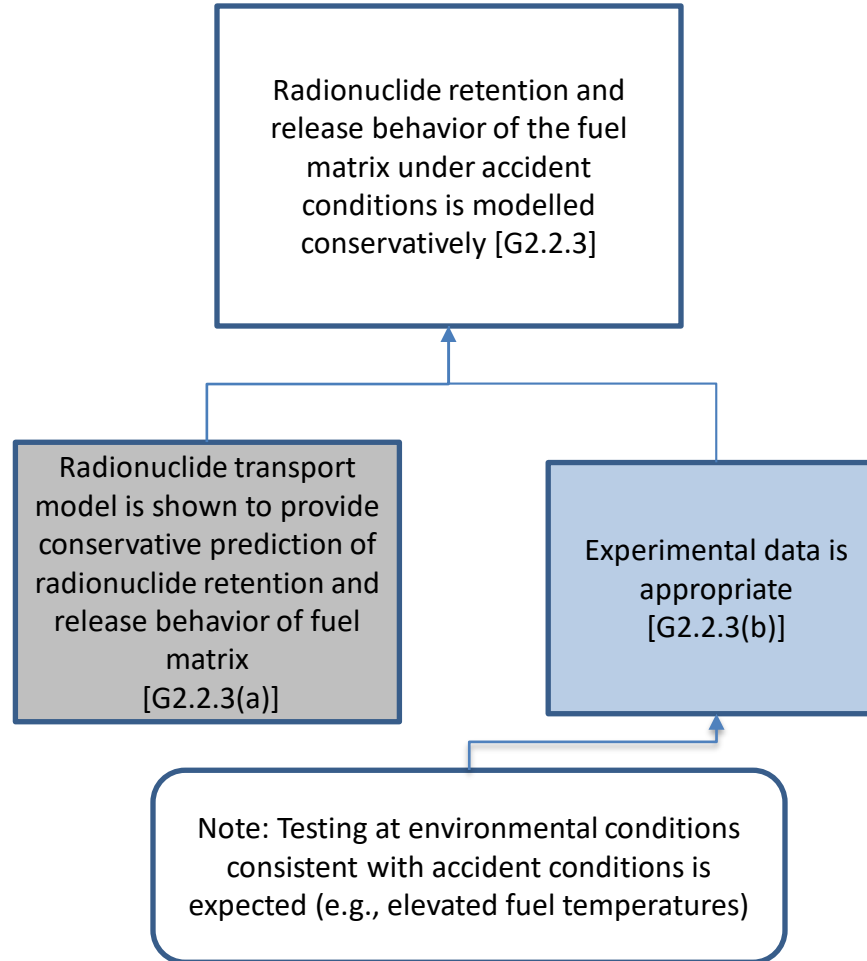 Radionuclide retention and
release behavior of the fuel
matrix under accident
conditions is modelled
conservatively [G2.2.3]
Radionuclide transport
model is shown to provide
conservative prediction of
radionuclide retention and
release behavior of fuel
matrix
[G2.2.3(a)]
Experimental data is
appropriate
[G2.2.3(b)]
Note: Testing at environmental conditions
consistent with accident conditions is
expected (e.g., elevated fuel temperatures)